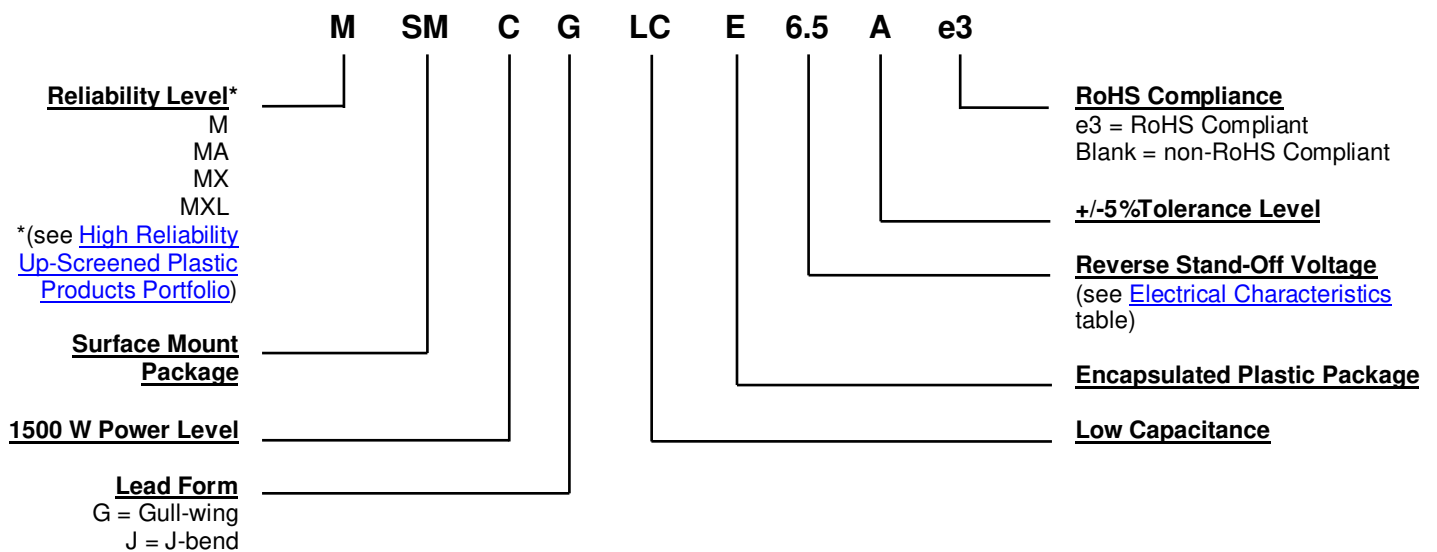 M SM C G LC E 6.5 A e3
Reliability Level*
M
MA
MX
MXL
*(see High Reliability
Up-Screened Plastic
Products Portfolio)
Surface Mount
Package
1500 W Power Level
Lead Form
G = Gull-wing
J = J-bend
RoHS Compliance
e3 = RoHS Compliant
Blank = non-RoHS Compliant
+/-5%Tolerance Level
Reverse Stand-Off Voltage
(see Electrical Characteristics
table)
Encapsulated Plastic Package
Low Capacitance